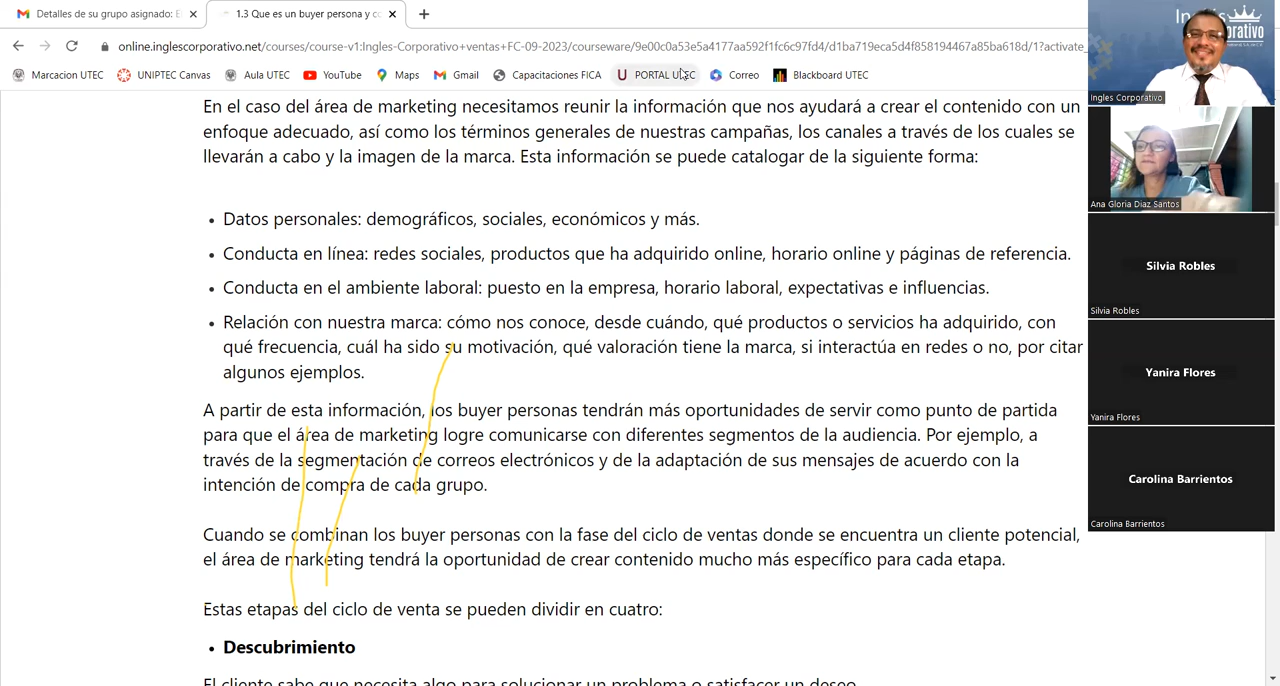 Detalles de su grupo asignado: E
1.3 Que es un buyer persona y co
online.inglescorporativo.net/courses/course-v1:Ingles-Corporativo+ventas+FC-09-2023/courseware/9e00c0a53e5a4177aa592f1fc6c97fd4/d1ba719eca5d4f858194467a85ba618d/1?activate_
Marcacion UTEC
UNIPTEC Canvas
Aula UTEC
YouTube
Maps
Gmail
Capacitaciones FICA
PORTAL UTEC
Correo
Blackboard UTEC
En el caso del área de marketing necesitamos reunir la información que nos ayudará a crear el contenido con un
enfoque adecuado, así como los términos generales de nuestras campañas, los canales a través de los cuales se
llevarán a cabo y la imagen de la marca. Esta información se puede catalogar de la siguiente forma:
• Datos personales: demográficos, sociales, económicos y más.
• Conducta en línea: redes sociales, productos que ha adquirido online, horario online y páginas de referencia.
• Conducta en el ambiente laboral: puesto en la empresa, horario laboral, expectativas e influencias.
• Relación con nuestra marca: cómo nos conoce, desde cuándo, qué productos o servicios ha adquirido, con
qué frecuencia, cuál ha sido su motivación, qué valoración tiene la marca, si interactúa en redes o no, por citar
algunos ejemplos.
A partir de esta información, los buyer personas tendrán más oportunidades de servir como punto de partida
para que el área de marketing logre comunicarse con diferentes segmentos de la audiencia. Por ejemplo, a
través de la segmentación de correos electrónicos y de la adaptación de sus mensajes de acuerdo con la
intención de compra de cada grupo.
Cuando se combinan los buyer personas con la fase del ciclo de ventas donde se encuentra un cliente potencial,
el área de marketing tendrá la oportunidad de crear contenido mucho más específico para cada etapa.
Estas etapas del ciclo de venta se pueden dividir en cuatro:
• Descubrimiento
El cliente sabe que necesita algo para solucionar un problema o satisfacer un deseo.
Ingles Corporativo
Ana Gloria Diaz Santos
Silvia Robles
Silvia Robles
Yanira Flores
Yanira Flores
Carolina Barrientos
Carolina Barrientos